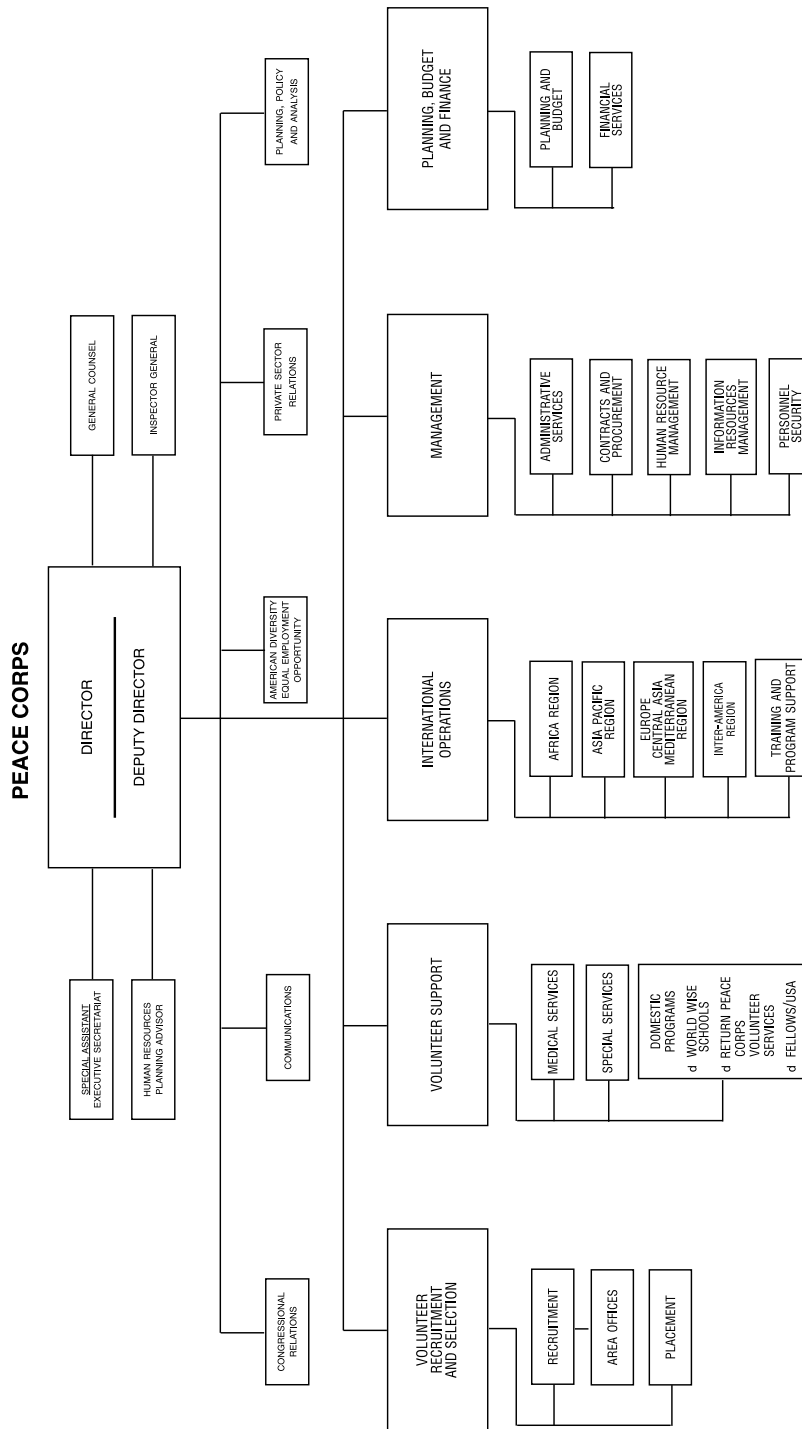 PEACE CORPS
DIRECTOR
DEPUTY DIRECTOR
SPECIAL ASSISTANT
EXECUTIVE SECRETARIAT
HUMAN RESOURCES
PLANNING ADVISOR
GENERAL COUNSEL
INSPECTOR GENERAL
CONGRESSIONAL
RELATIONS
COMMUNICATIONS
AMERICAN DIVERSITY
EQUAL EMPLOYMENT
OPPORTUNITY
PRIVATE SECTOR
RELATIONS
PLANNING, POLICY
AND ANALYSIS
VOLUNTEER
RECRUITMENT
AND SELECTION
RECRUITMENT
AREA OFFICES
PLACEMENT
VOLUNTEER SUPPORT
MEDICAL SERVICES
SPECIAL SERVICES
DOMESTIC
PROGRAMS
d WORLD WISE
SCHOOLS
d RETURN PEACE
CORPS
VOLUNTEER
SERVICES
d FELLOWS/USA
INTERNATIONAL
OPERATIONS
AFRICA REGION
ASIA PACIFIC
REGION
EUROPE
CENTRAL ASIA
MEDITERRANEAN
REGION
INTER-AMERICA
REGION
TRAINING AND
PROGRAM SUPPORT
MANAGEMENT
ADMINISTRATIVE
SERVICES
CONTRACTS AND
PROCUREMENT
HUMAN RESOURCE
MANAGEMENT
INFORMATION
RESOURCES
MANAGEMENT
PERSONNEL
SECURITY
PLANNING, BUDGET
AND FINANCE
PLANNING AND
BUDGET
FINANCIAL
SERVICES